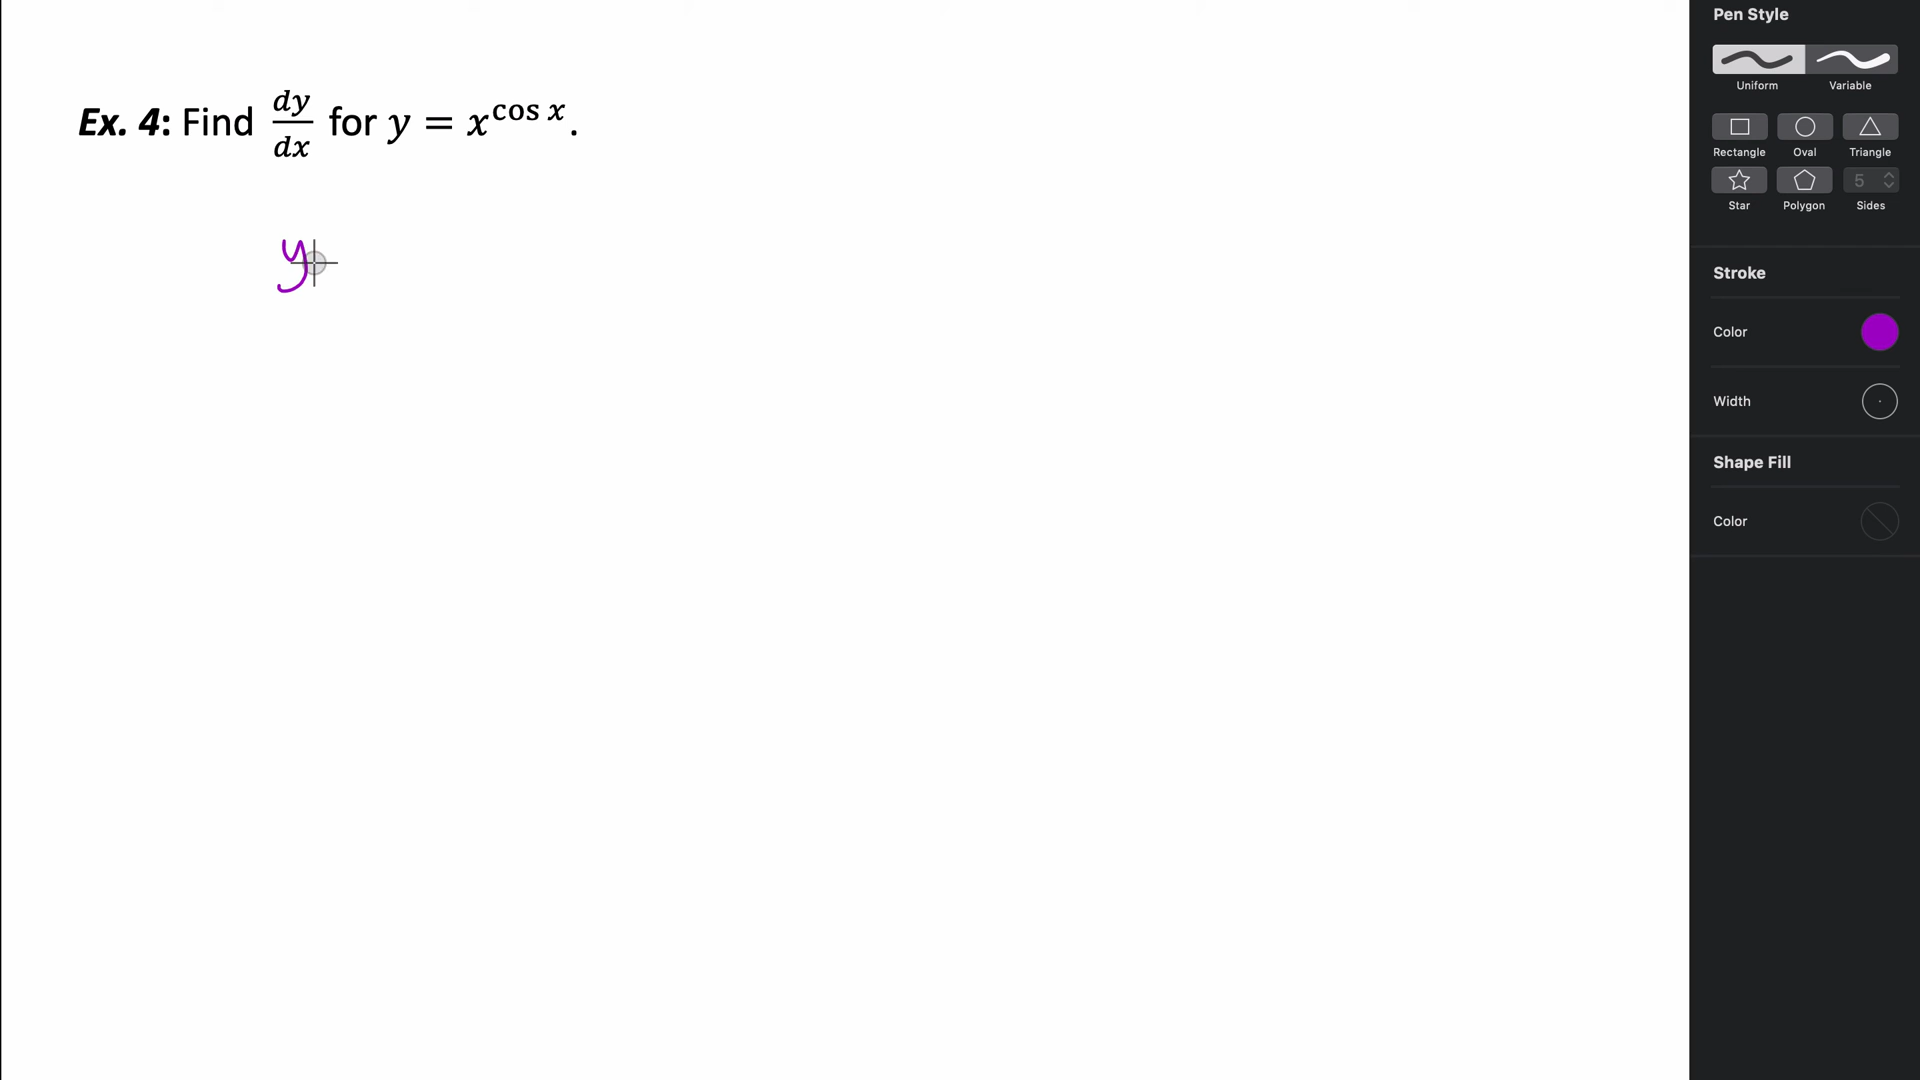 Ex. 4: Find dy/dx for y = x^{cos x}.
y
Pen Style
Uniform Variable
Rectangle Oval Triangle
5
Star Polygon Sides
Stroke
Color
Width
Shape Fill
Color